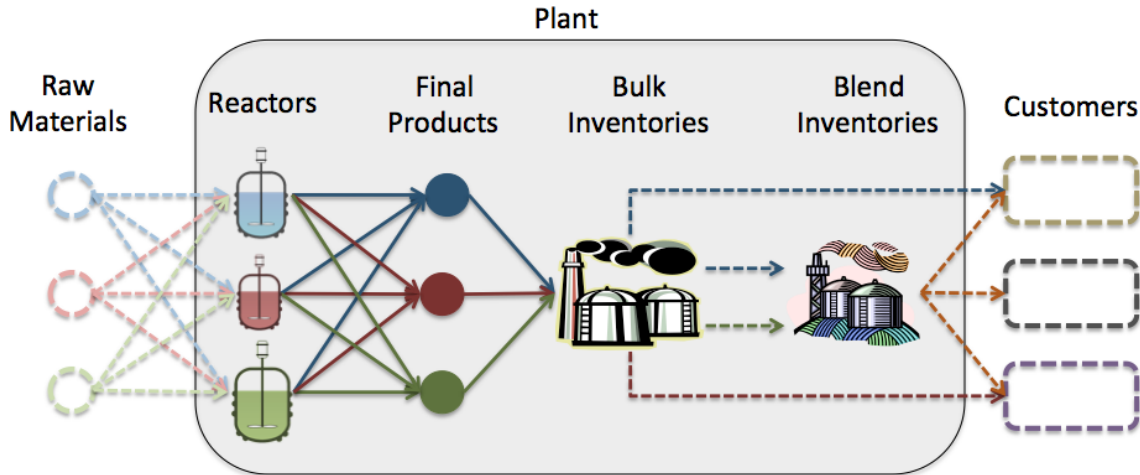 Plant
Raw
Materials
Reactors
Final
Products
Bulk
Inventories
Blend
Inventories
Customers